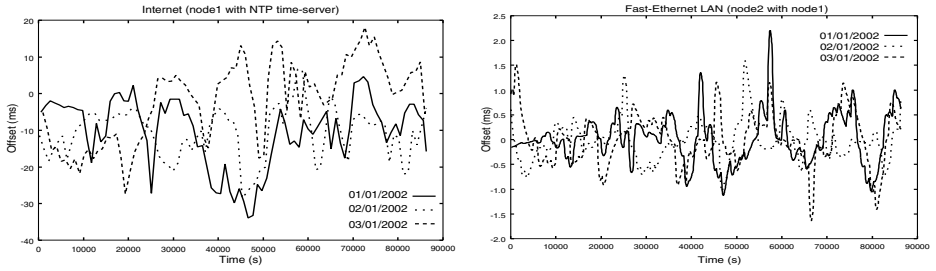 Internet (node1 with NTP time-server)
20
10
0
-10
-20
-30
-40
Offset (ms)
01/01/2002
02/01/2002
03/01/2002
0 10000 20000 30000 40000 50000 60000 70000 80000 90000
Time (s)
Fast-Ethernet LAN (node2 with node1)
2.5
2.0
1.5
1.0
0.5
0.0
-0.5
-1.0
-1.5
-2.0
Offset (ms)
01/01/2002
02/01/2002
03/01/2002
0 10000 20000 30000 40000 50000 60000 70000 80000 90000
Time (s)